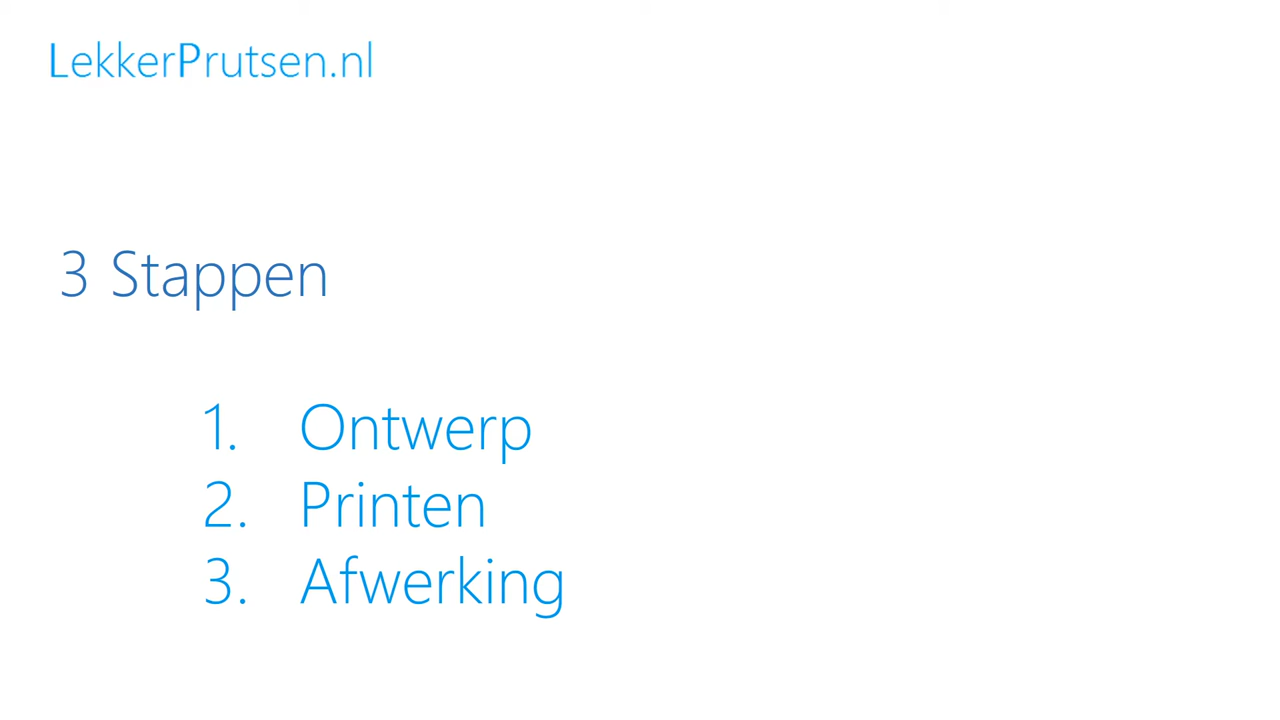 LekkerPrutsen.nl
3 Stappen
1. Ontwerp
2. Printen
3. Afwerking